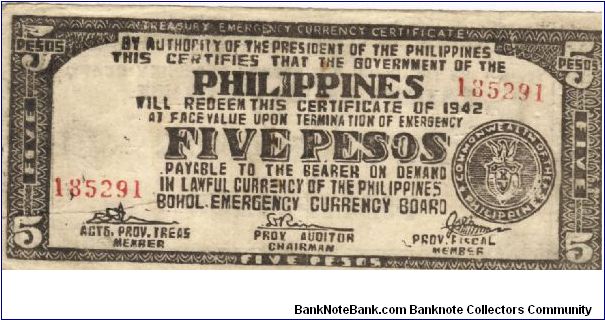 TREASURY EMERGENCY CURRENCY CERTIFICATE
5 PESOS
5 PESOS
BY AUTHORITY OF THE PRESIDENT OF THE PHILIPPINES
THIS CERTIFIES THAT THE GOVERNMENT OF THE
PHILIPPINES
185291
WILL REDEEM THIS CERTIFICATE OF 1942
AT FACE VALUE UPON TERMINATION OF EMERGENCY
FIVE
FIVE PESOS
FIVE
COMMONWEALTH OF THE PHILIPPINES
PAYABLE TO THE BEARER ON DEMAND
185291
IN LAWFUL CURRENCY OF THE PHILIPPINES
BOHOL EMERGENCY CURRENCY BOARD
5
ACTG. PROV. TREAS
MEMBER
PROV AUDITOR
CHAIRMAN
PROV. FISCAL
MEMBER
5
FIVE PESOS
BankNoteBank.com Banknote Collectors Community